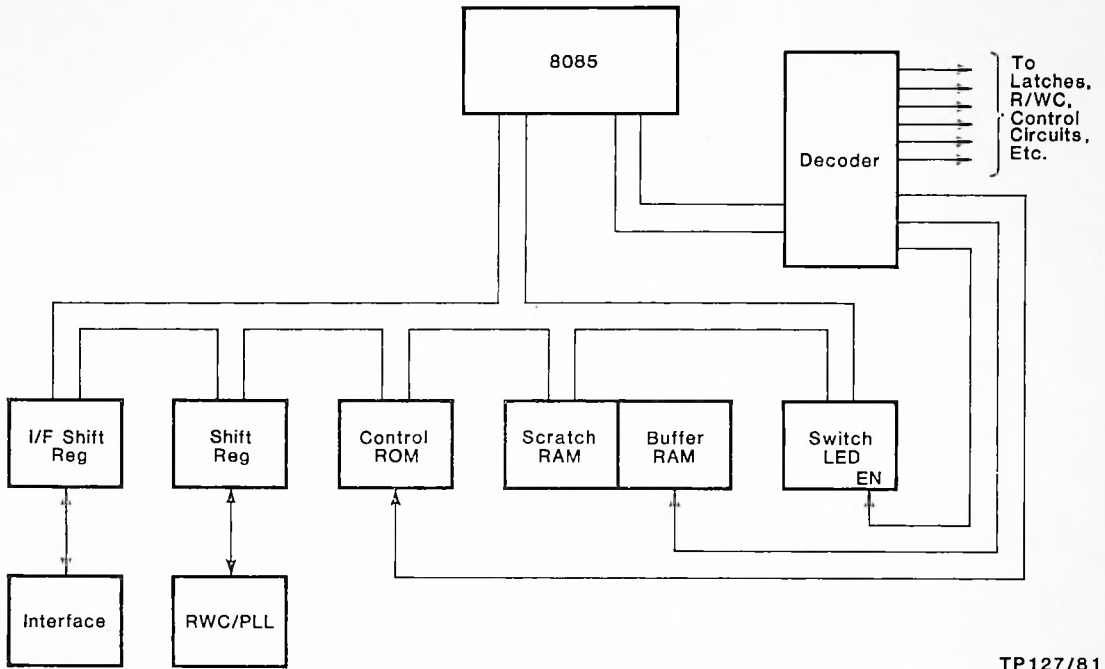 8085
Decoder
To
Latches,
R/WC,
Control
Circuits,
Etc.
I/F Shift
Reg
Shift
Reg
Control
ROM
Scratch
RAM
Buffer
RAM
Switch
LED
EN
Interface
RWC/PLL
TP127/81